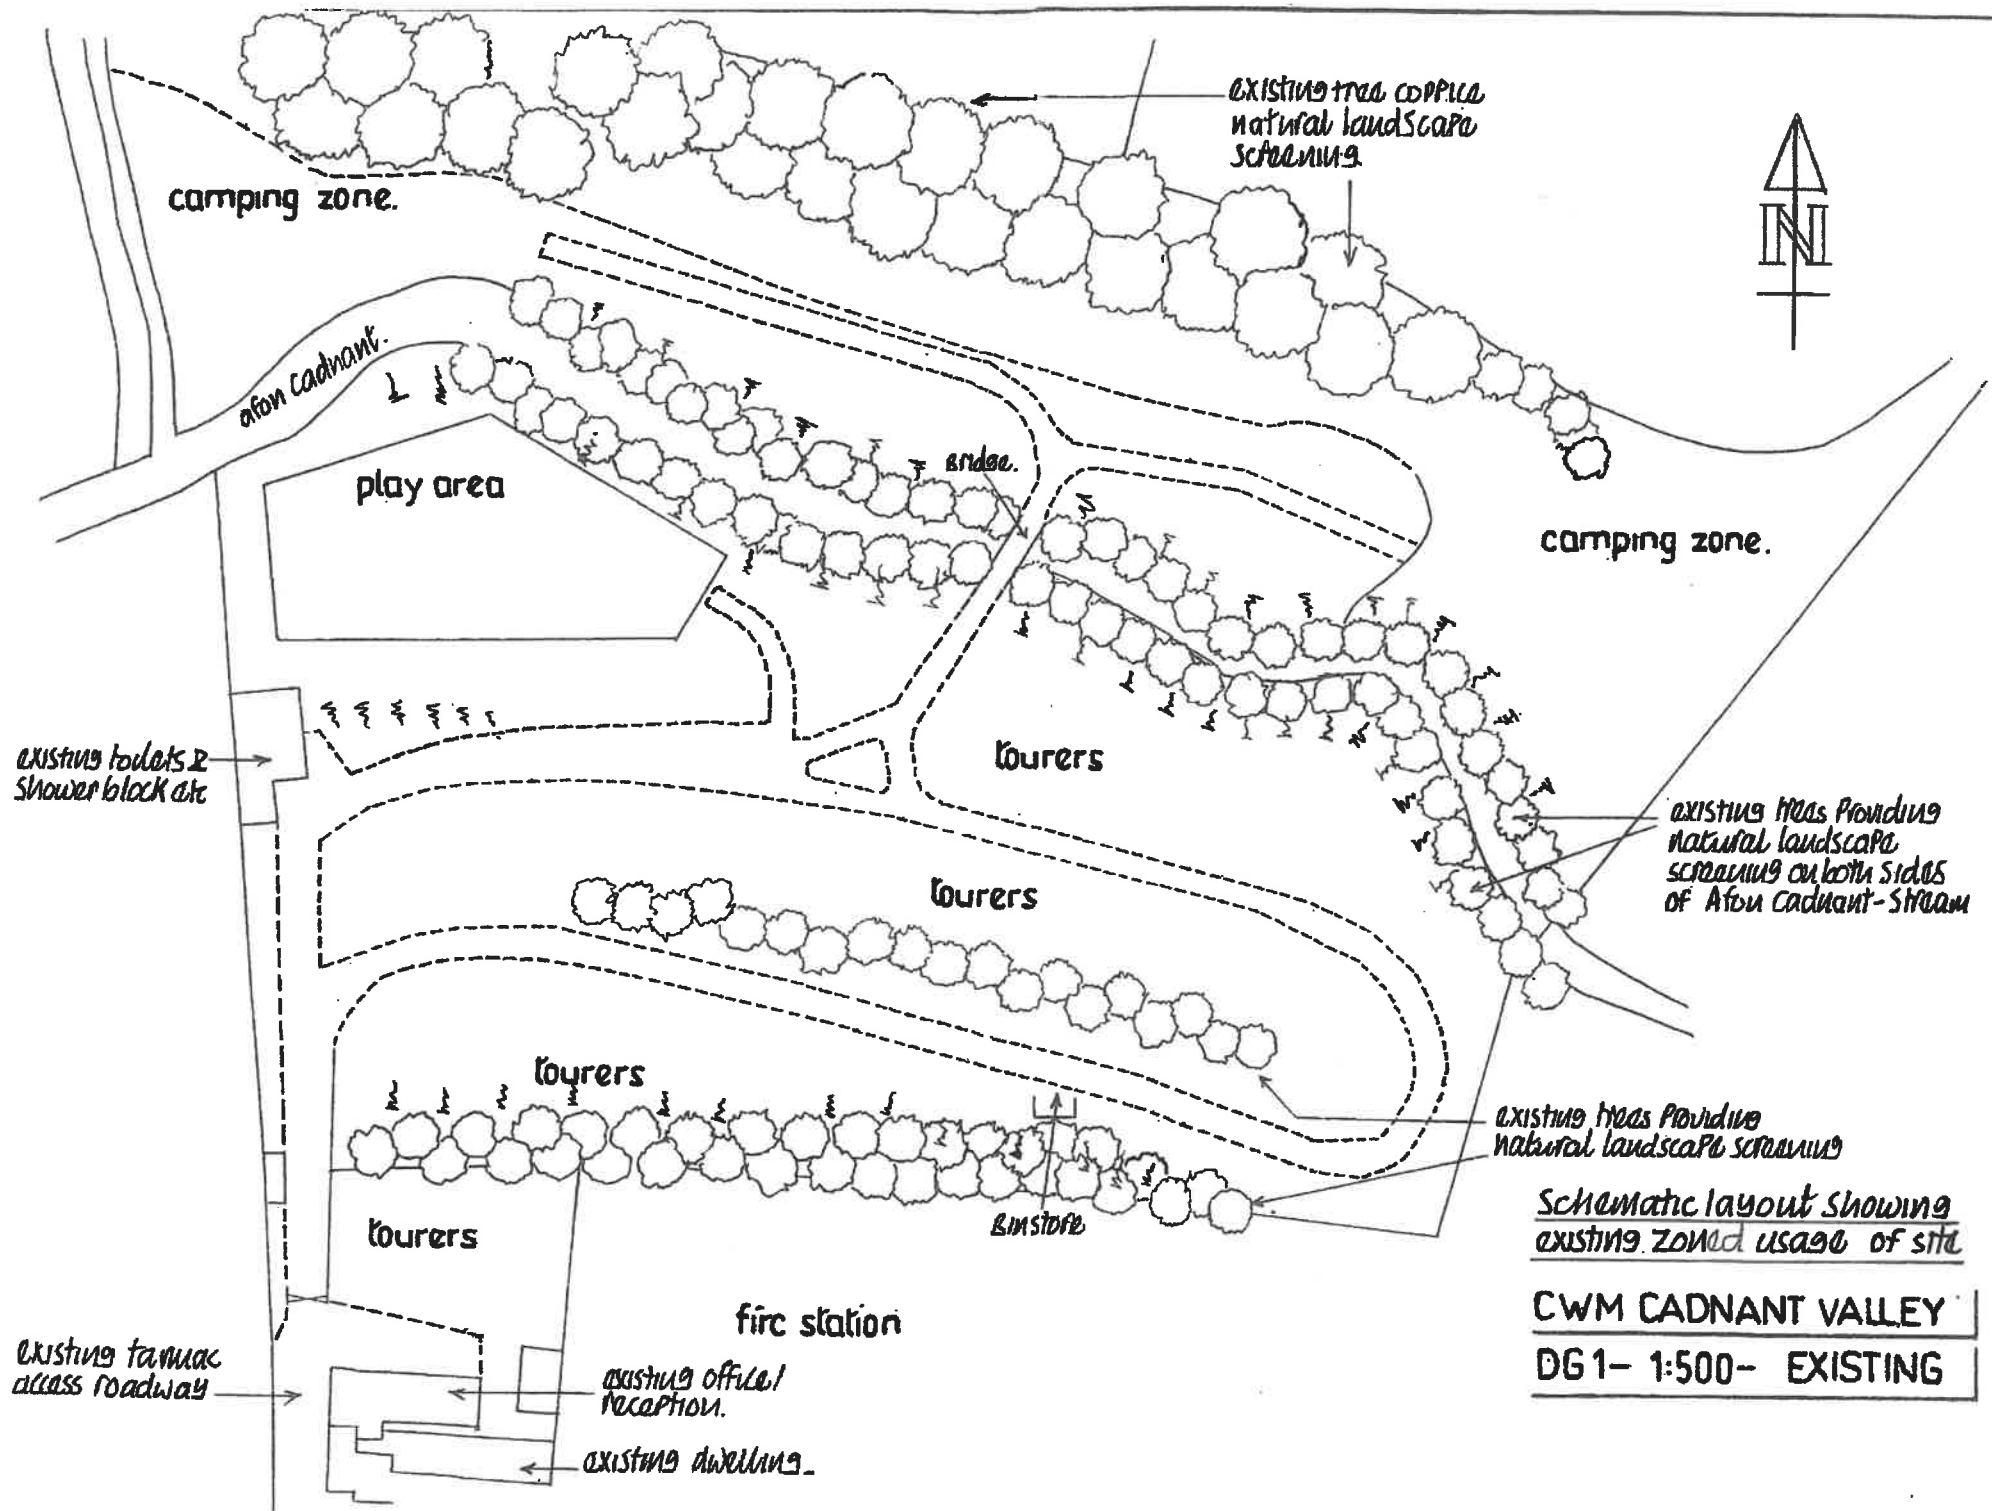 existing tree coppice
natural landscape
screening
N
camping zone.
afon cadnant.
play area
Bridge.
camping zone.
existing toilets &
shower block etc
tourers
existing trees Providing
natural landscape
screening on both sides
of Afon Cadnant-Stream
tourers
tourers
existing trees Providing
natural landscape screening
tourers
Binstore
Schematic layout showing
existing zoned usage of site
CWM CADNANT VALLEY
DG1- 1:500- EXISTING
fire station
existing tarmac
access roadway
existing office/
reception.
existing dwelling